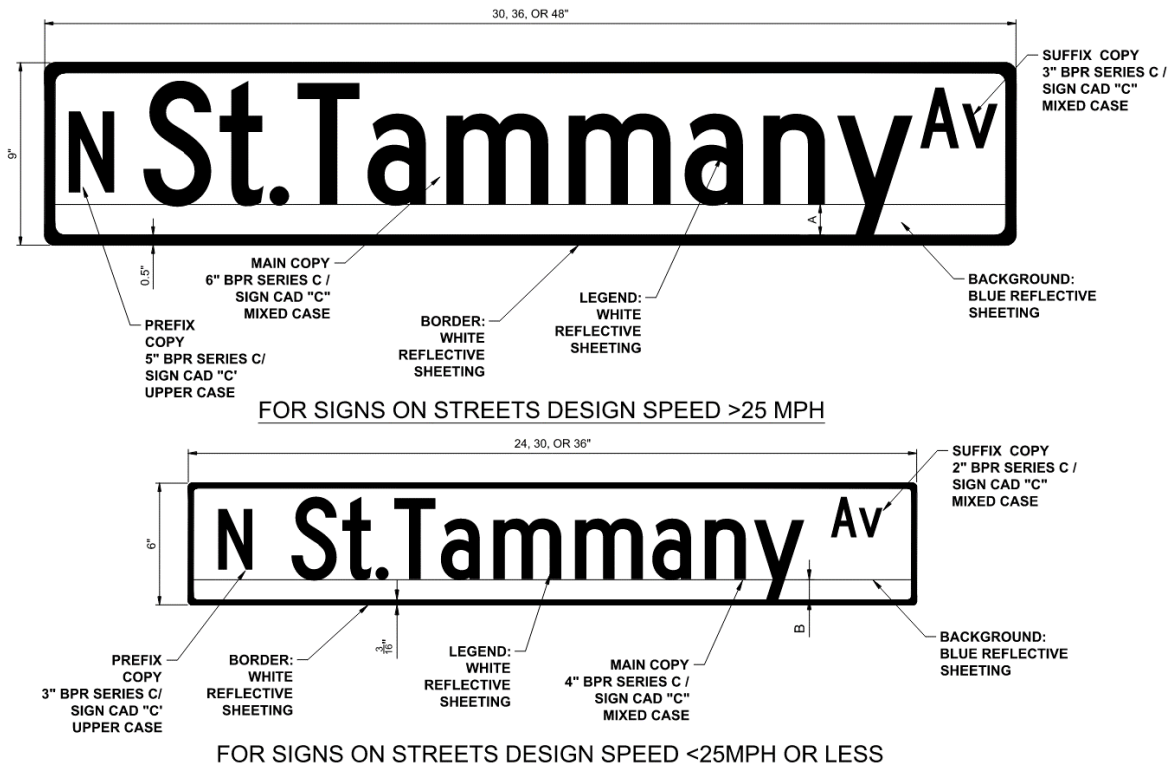 30, 36, OR 48"
SUFFIX COPY
3" BPR SERIES C /
SIGN CAD "C"
MIXED CASE
9"
N St.Tammany Av
A
0.5"
MAIN COPY
6" BPR SERIES C /
SIGN CAD "C"
MIXED CASE
PREFIX
COPY
5" BPR SERIES C/
SIGN CAD "C'
UPPER CASE
BORDER:
WHITE
REFLECTIVE
SHEETING
LEGEND:
WHITE
REFLECTIVE
SHEETING
BACKGROUND:
BLUE REFLECTIVE
SHEETING
FOR SIGNS ON STREETS DESIGN SPEED >25 MPH
24, 30, OR 36"
SUFFIX COPY
2" BPR SERIES C /
SIGN CAD "C"
MIXED CASE
6"
N St.Tammany Av
B
3/16"
PREFIX
COPY
3" BPR SERIES C/
SIGN CAD "C'
UPPER CASE
BORDER:
WHITE
REFLECTIVE
SHEETING
LEGEND:
WHITE
REFLECTIVE
SHEETING
MAIN COPY
4" BPR SERIES C /
SIGN CAD "C"
MIXED CASE
BACKGROUND:
BLUE REFLECTIVE
SHEETING
FOR SIGNS ON STREETS DESIGN SPEED <25MPH OR LESS